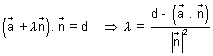 (a⃗ + λn⃗). n⃗ = d ⇒ λ = (d - (a⃗ . n⃗)) / |n⃗|²